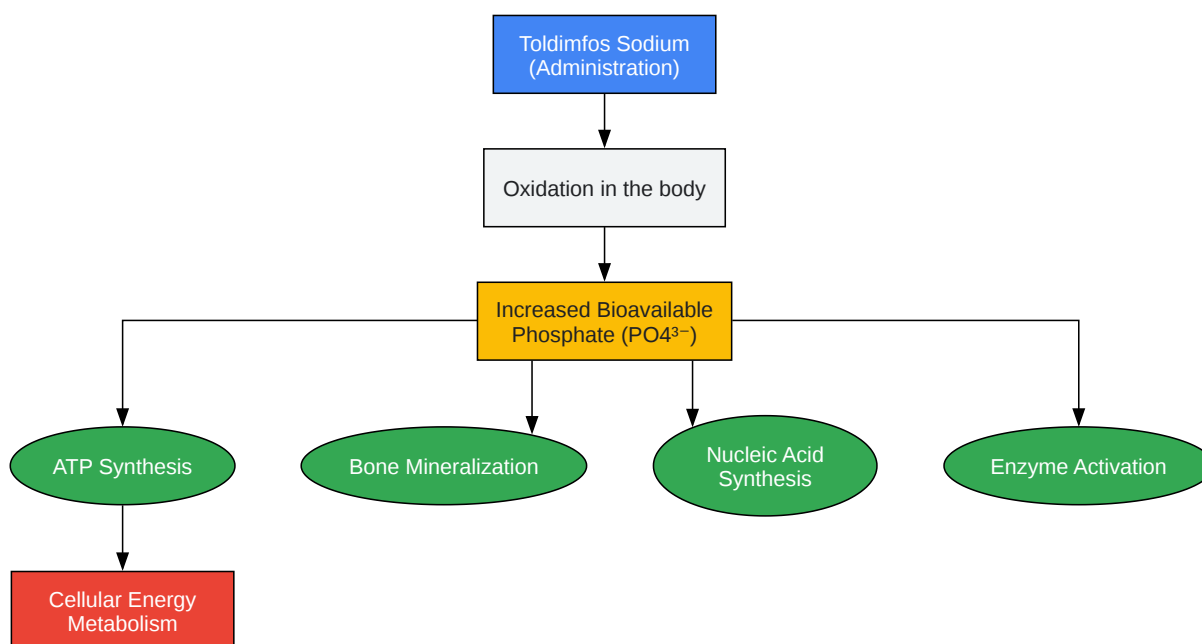 Toldimfos Sodium
(Administration)
Oxidation in the body
Increased Bioavailable
Phosphate (PO4³⁻)
ATP Synthesis
Bone Mineralization
Nucleic Acid
Synthesis
Enzyme Activation
Cellular Energy
Metabolism